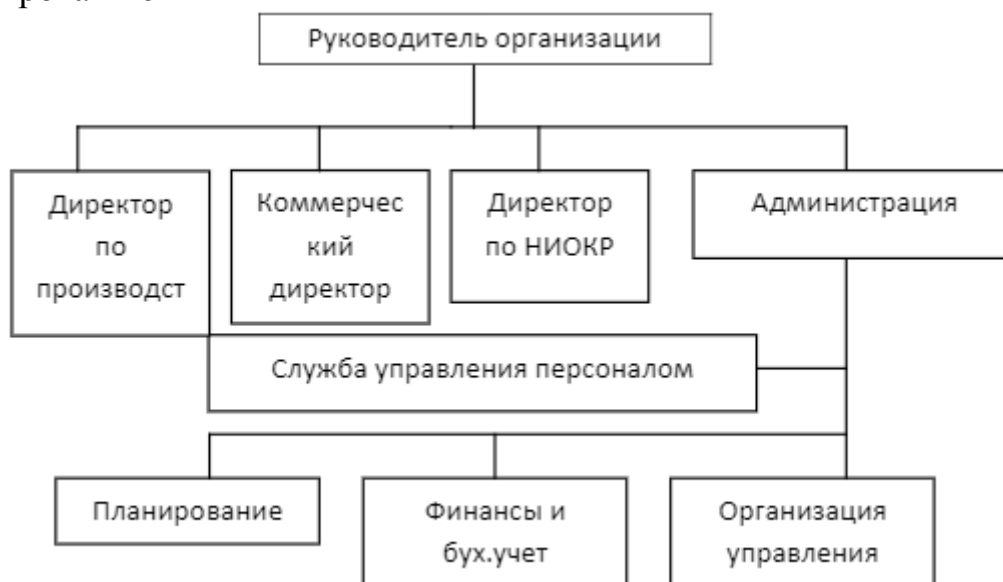 Руководитель организации
Директор
по
производст
Коммерчес
кий
директор
Директор
по НИОКР
Администрация
Служба управления персоналом
Планирование
Финансы и
бух.учет
Организация
управления